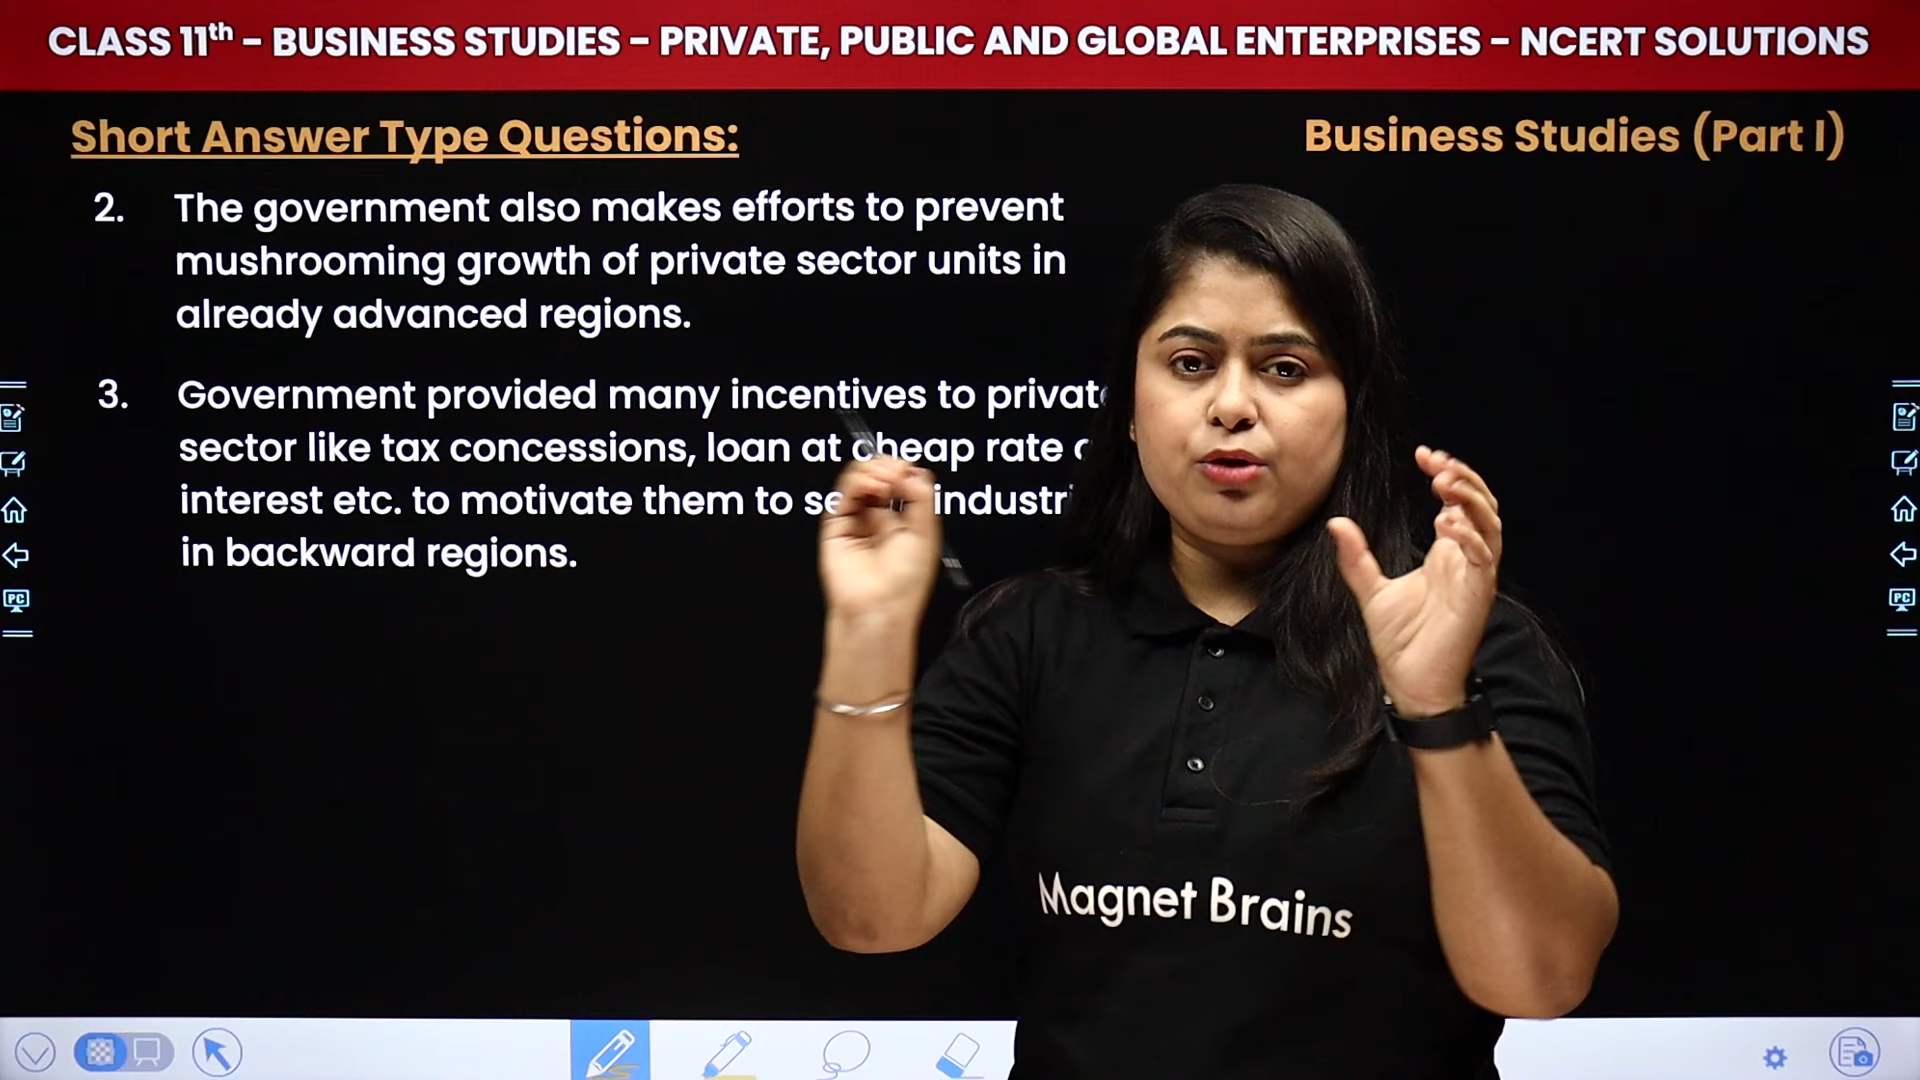 CLASS 11th - BUSINESS STUDIES - PRIVATE, PUBLIC AND GLOBAL ENTERPRISES - NCERT SOLUTIONS
Short Answer Type Questions:
Business Studies (Part I)
2. The government also makes efforts to prevent
mushrooming growth of private sector units in
already advanced regions.
3. Government provided many incentives to
sector like tax concessions, loan at cheap rate
interest etc. to motivate them to
in backward regions.
PC
PC
Magnet Brains